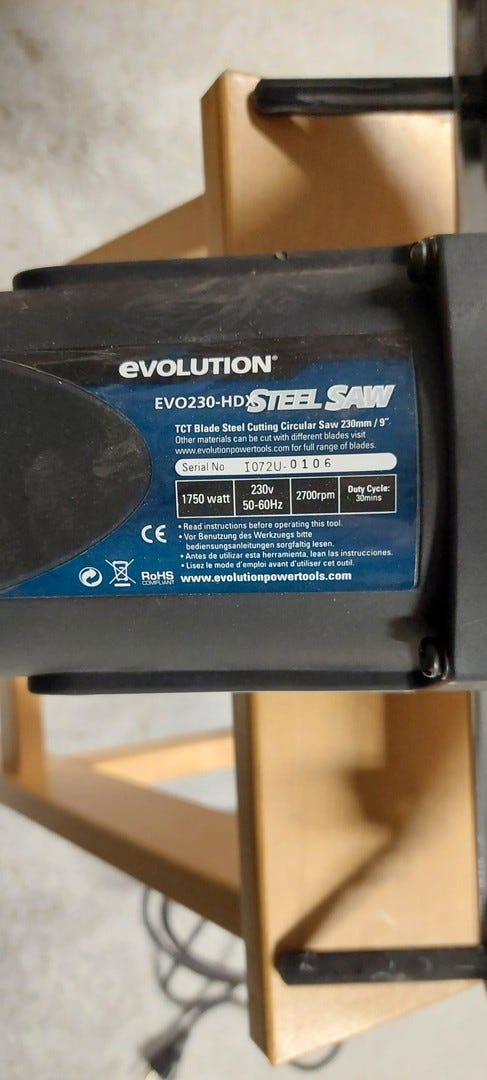 evolution®
EVO230-HDX STEEL SAW
TCT Blade Steel Cutting Circular Saw 230mm / 9"
Other materials can be cut with different blades visit
www.evolutionpowertools.com for full range of blades.
Serial No I072U-0106
1750 watt 230v 50-60Hz 2700rpm Duty Cycle: 30mins
• Read instructions before operating this tool.
• Vor Benutzung des Werkzeugs bitte
bedienungsanleitungen sorgfältig lesen.
• Antes de utilizar esta herramienta, lean las instrucciones.
• Lisez le mode d'emploi avant d'utiliser cet outil.
CE
RoHS
COMPLIANT
www.evolutionpowertools.com